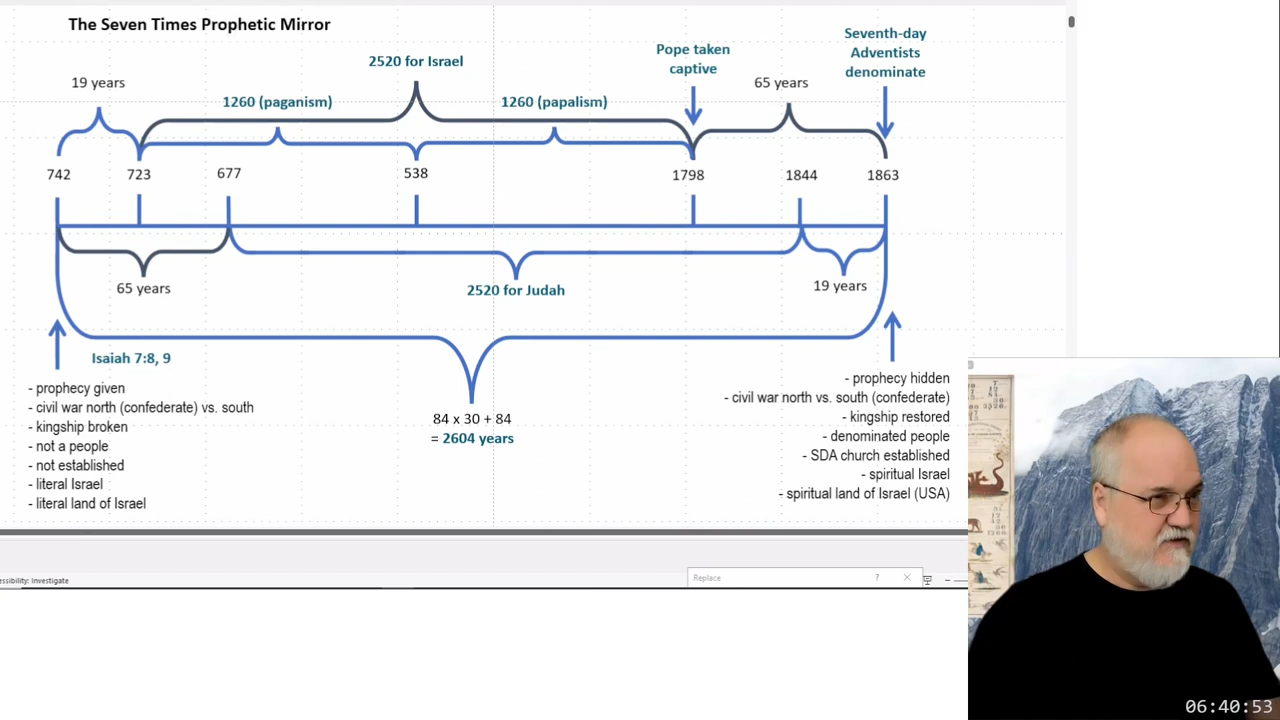 The Seven Times Prophetic Mirror
Pope taken
captive
Seventh-day
Adventists
denominate
19 years
2520 for Israel
65 years
1260 (paganism)
1260 (papalism)
742
723
677
538
1798
1844
1863
65 years
2520 for Judah
19 years
Isaiah 7:8, 9
- prophecy given
- civil war north (confederate) vs. south
- kingship broken
- not a people
- not established
- literal Israel
- literal land of Israel
84 x 30 + 84
= 2604 years
- prophecy hidden
- civil war north vs. south (confederate)
- kingship restored
- denominated people
- SDA church established
- spiritual Israel
- spiritual land of Israel (USA)
essibility: Investigate
Replace
?
06:40:53